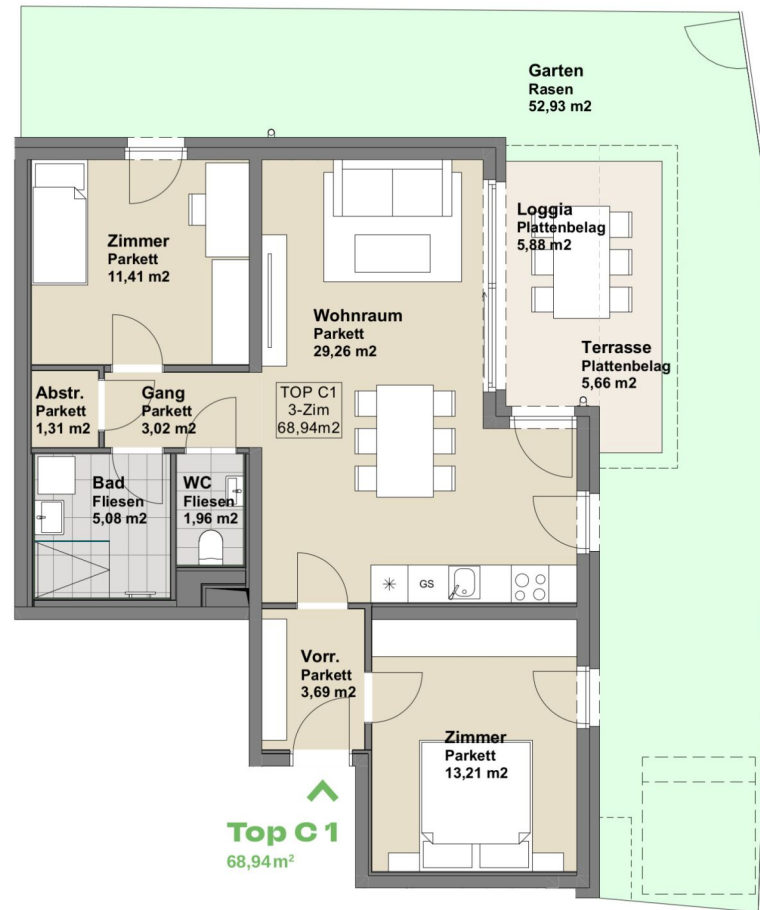 Garten
Rasen
52,93 m2
Loggia
Plattenbelag
5,88 m2
Zimmer
Parkett
11,41 m2
Wohnraum
Parkett
29,26 m2
Terrasse
Plattenbelag
5,66 m2
Abstr.
Parkett
1,31 m2
Gang
Parkett
3,02 m2
TOP C1
3-Zim
68,94m2
Bad
Fliesen
5,08 m2
WC
Fliesen
1,96 m2
GS
Vorr.
Parkett
3,69 m2
Zimmer
Parkett
13,21 m2
Top C 1
68,94 m²